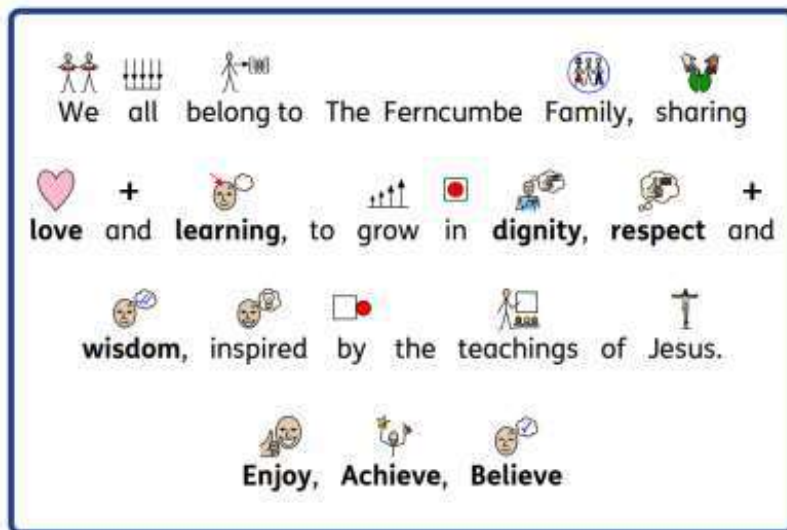 We all belong to The Ferncumbe Family, sharing
love and learning, to grow in dignity, respect and
wisdom, inspired by the teachings of Jesus.
Enjoy, Achieve, Believe